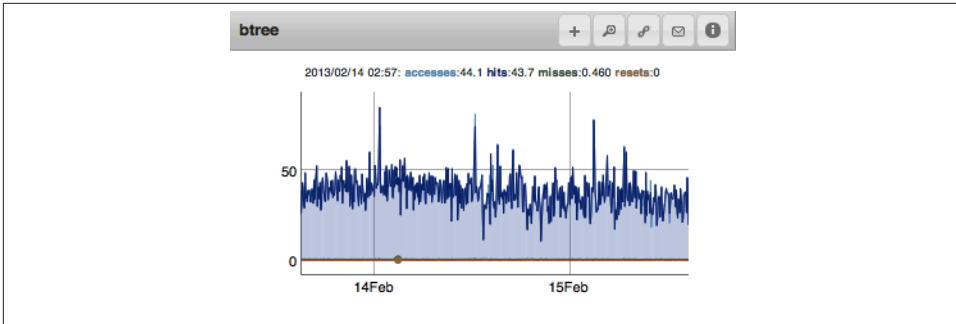 btree
2013/02/14 02:57: accesses:44.1 hits:43.7 misses:0.460 resets:0
50
0
14Feb 15Feb